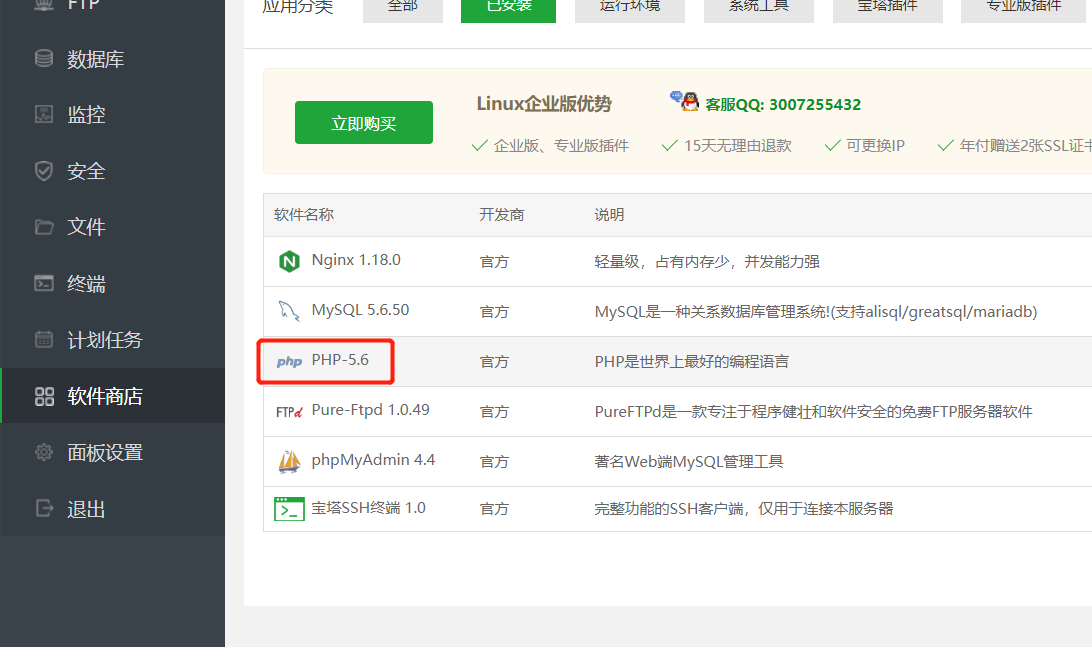 FTP
数据库
监控
安全
文件
终端
计划任务
软件商店
面板设置
退出
应用分类 全部 已安装 运行环境 系统工具 宝塔插件 专业版插件
立即购买
Linux企业版优势 客服QQ: 3007255432
企业版、专业版插件 15天无理由退款 可更换IP 年付赠送2张SSL证书
软件名称 开发商 说明
Nginx 1.18.0 官方 轻量级，占有内存少，并发能力强
MySQL 5.6.50 官方 MySQL是一种关系数据库管理系统!(支持alisql/greatsql/mariadb)
php PHP-5.6 官方 PHP是世界上最好的编程语言
FTPd Pure-Ftpd 1.0.49 官方 PureFTPd是一款专注于程序健壮和软件安全的免费FTP服务器软件
phpMyAdmin 4.4 官方 著名Web端MySQL管理工具
宝塔SSH终端 1.0 官方 完整功能的SSH客户端，仅用于连接本服务器